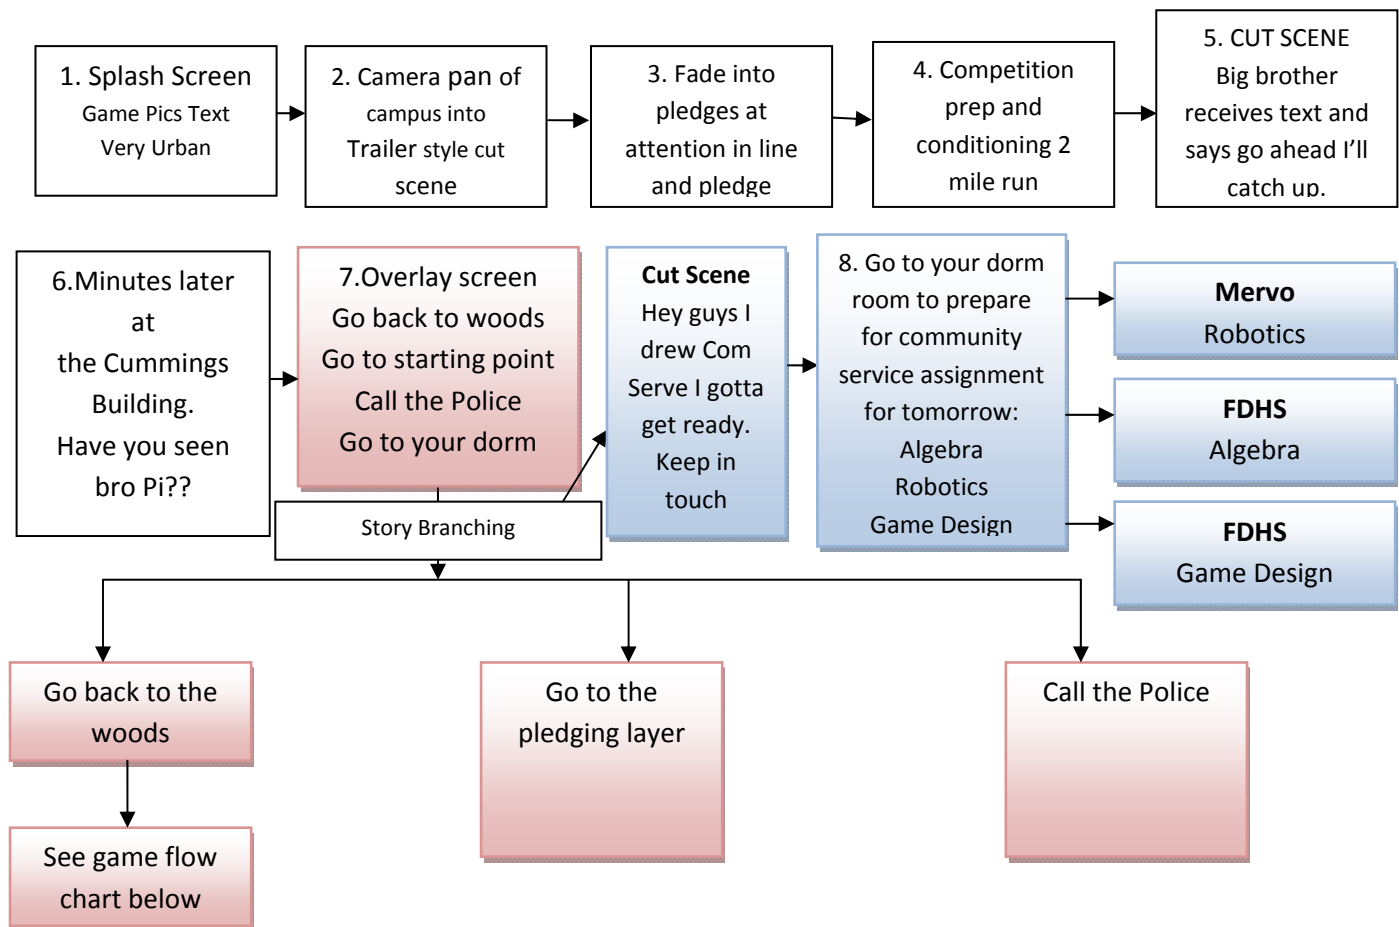 1. Splash Screen
Game Pics Text
Very Urban
2. Camera pan of
campus into
Trailer style cut
scene
3. Fade into
pledges at
attention in line
and pledge
4. Competition
prep and
conditioning 2
mile run
5. CUT SCENE
Big brother
receives text and
says go ahead I'll
catch up.
6.Minutes later
at
the Cummings
Building.
Have you seen
bro Pi??
7.Overlay screen
Go back to woods
Go to starting point
Call the Police
Go to your dorm
Story Branching
Cut Scene
Hey guys I
drew Com
Serve I gotta
get ready.
Keep in
touch
8. Go to your dorm
room to prepare
for community
service assignment
for tomorrow:
Algebra
Robotics
Game Design
Mervo
Robotics
FDHS
Algebra
FDHS
Game Design
Go back to the
woods
See game flow
chart below
Go to the
pledging layer
Call the Police